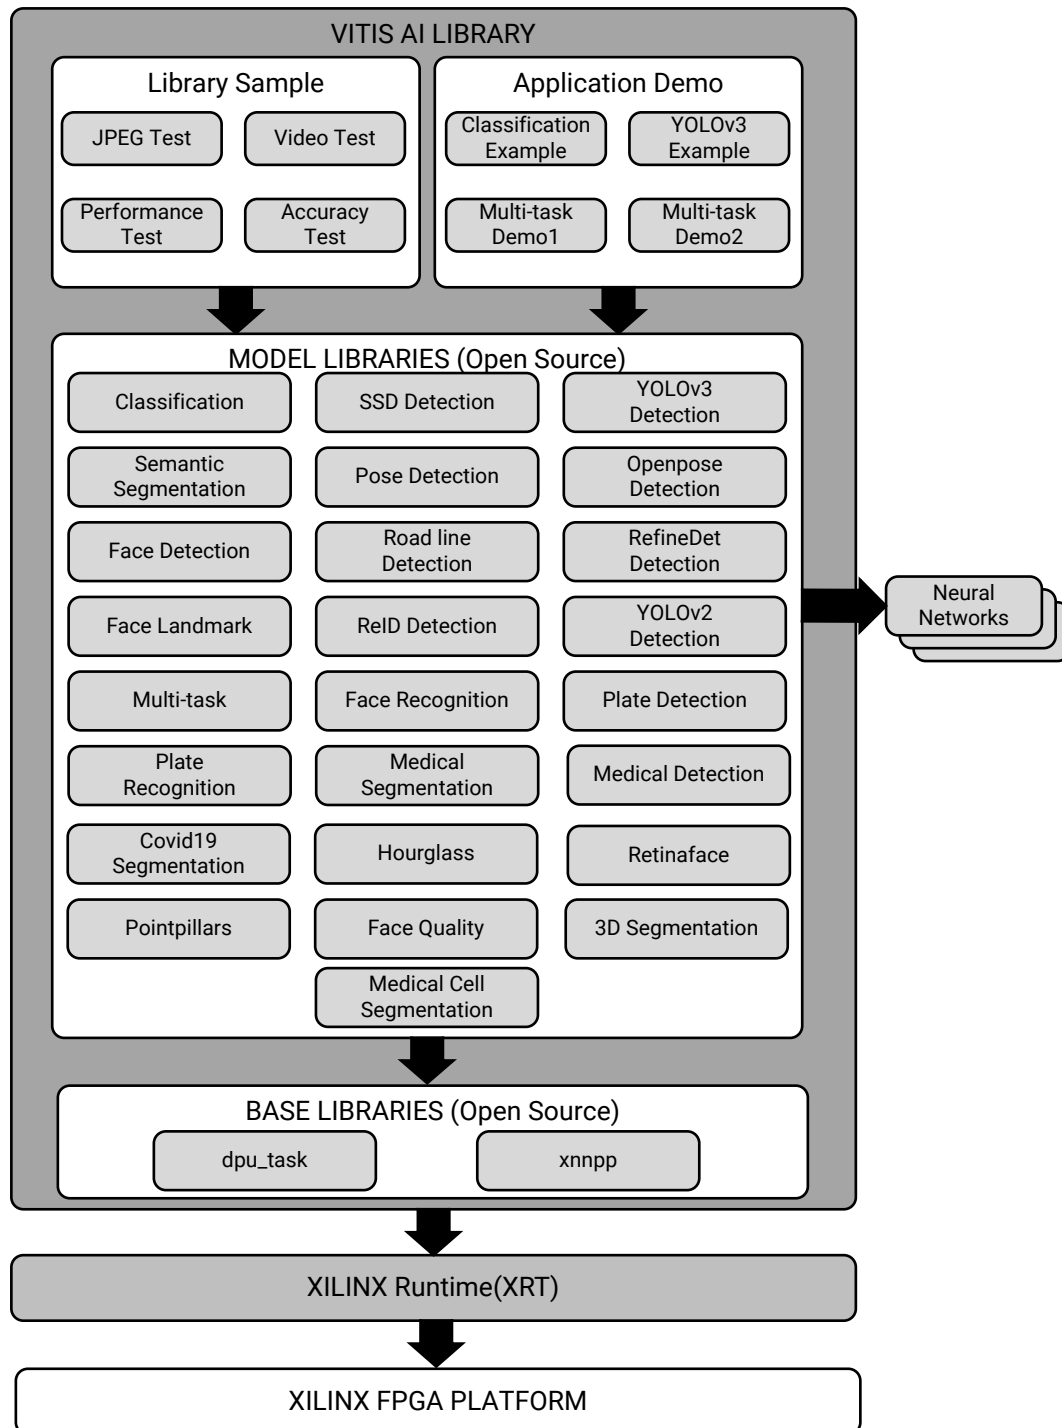 VITIS AI LIBRARY
Library Sample
JPEG Test
Video Test
Performance
Test
Accuracy
Test
Application Demo
Classification
Example
YOLOv3
Example
Multi-task
Demo1
Multi-task
Demo2
MODEL LIBRARIES (Open Source)
Classification
SSD Detection
YOLOv3
Detection
Semantic
Segmentation
Pose Detection
Openpose
Detection
Face Detection
Road line
Detection
RefineDet
Detection
Face Landmark
ReID Detection
YOLOv2
Detection
Multi-task
Face Recognition
Plate Detection
Plate
Recognition
Medical
Segmentation
Medical Detection
Covid19
Segmentation
Hourglass
Retinaface
Pointpillars
Face Quality
3D Segmentation
Medical Cell
Segmentation
Neural
Networks
BASE LIBRARIES (Open Source)
dpu_task
xnnpp
XILINX Runtime(XRT)
XILINX FPGA PLATFORM